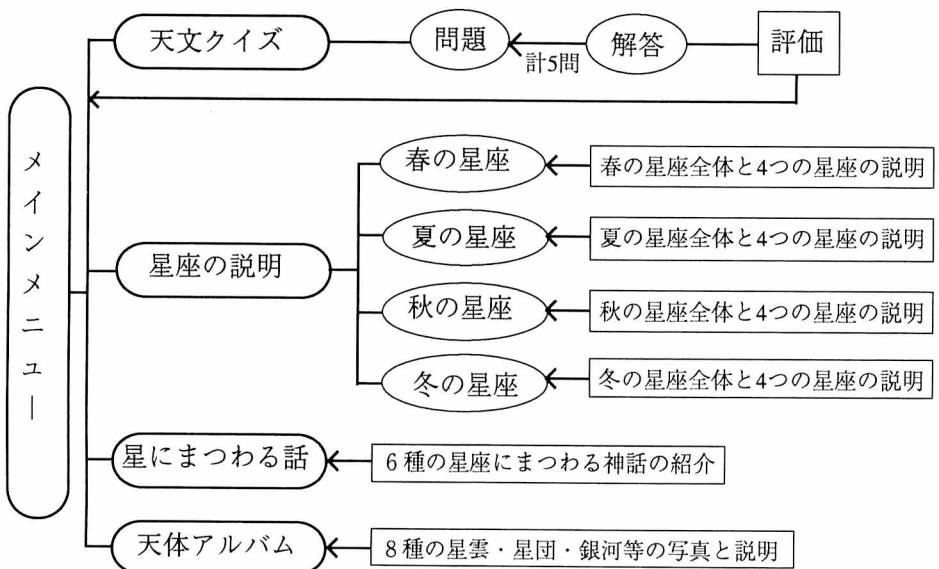 メインメニュー
天文クイズ
問題
計5問
解答
評価
星座の説明
春の星座
春の星座全体と4つの星座の説明
夏の星座
夏の星座全体と4つの星座の説明
秋の星座
秋の星座全体と4つの星座の説明
冬の星座
冬の星座全体と4つの星座の説明
星にまつわる話
6種の星座にまつわる神話の紹介
天体アルバム
8種の星雲・星団・銀河等の写真と説明